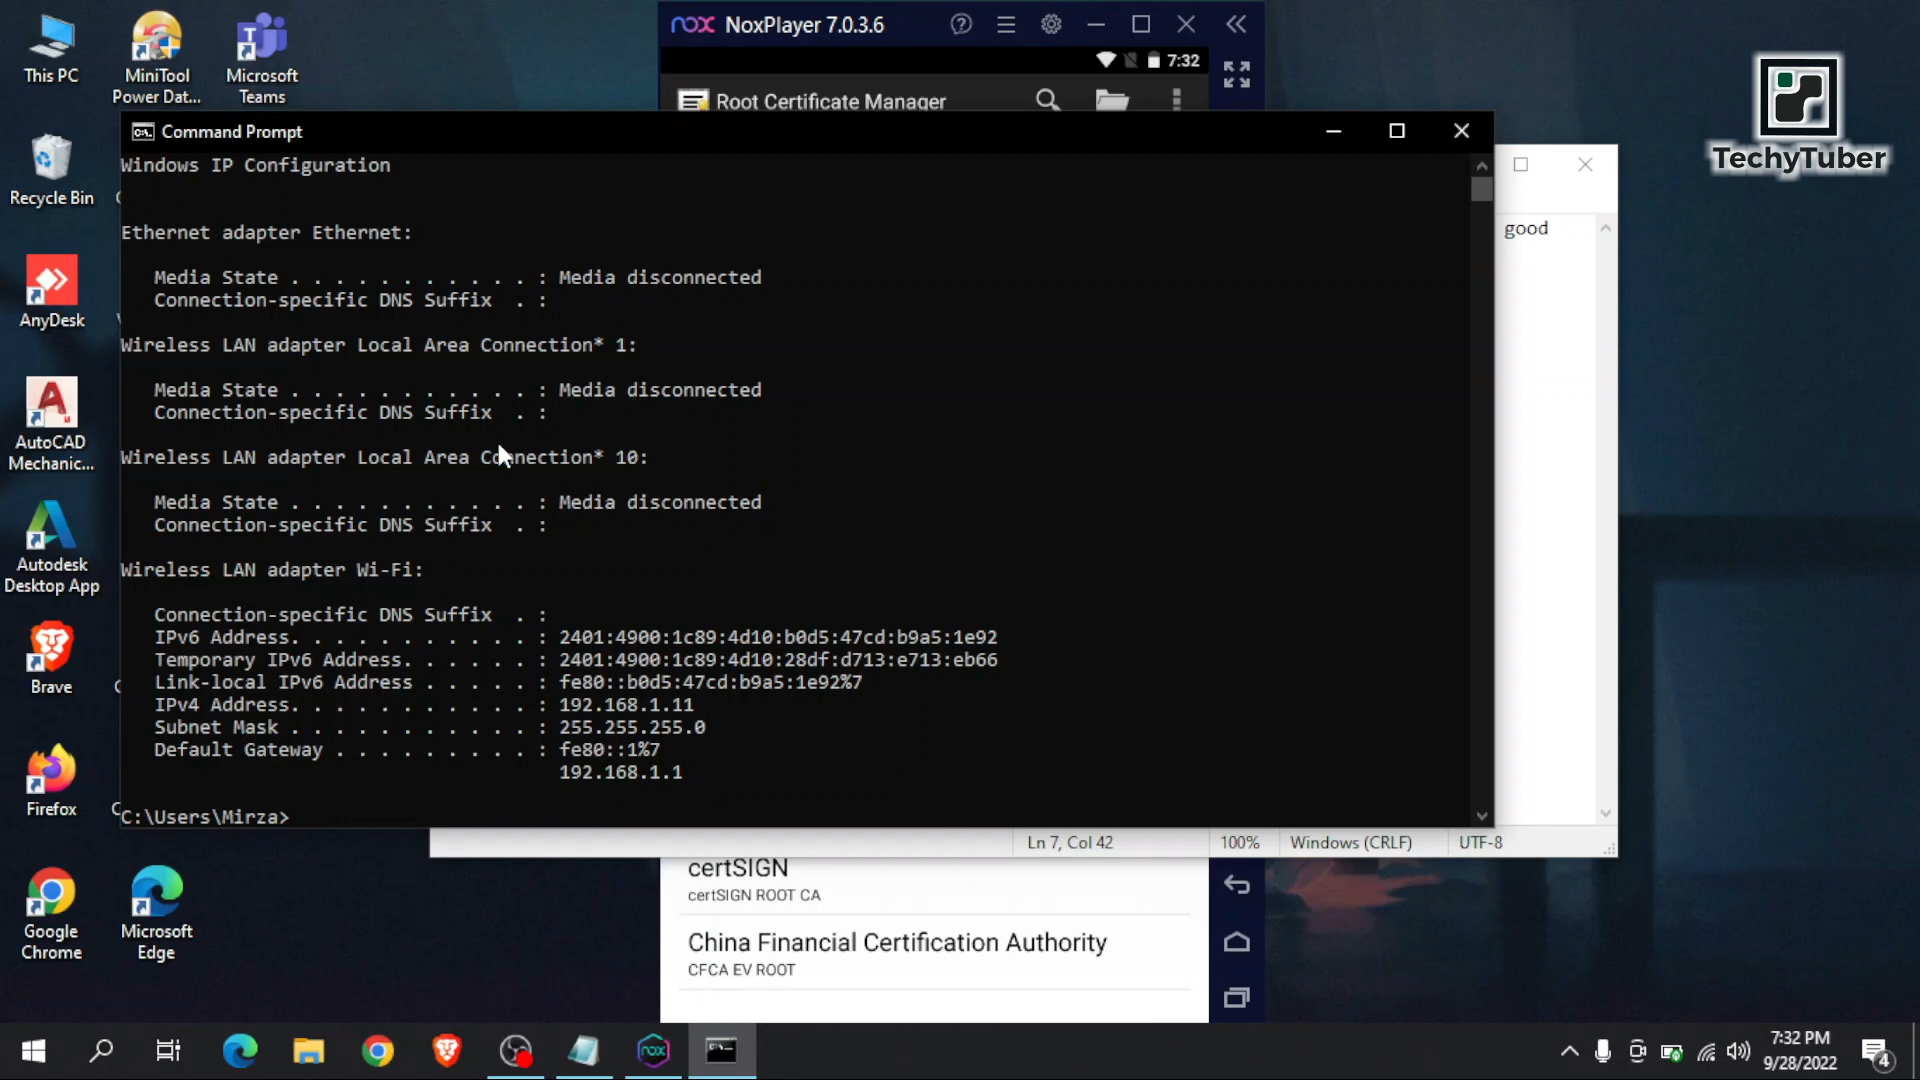 This PC
MiniTool
Power Dat...
Microsoft
Teams
Recycle Bin
AnyDesk
AutoCAD
Mechanic...
Autodesk
Desktop App
Brave
Firefox
Google
Chrome
Microsoft
Edge
nox NoxPlayer 7.0.3.6
7:32
Root Certificate Manager
TechyTuber
Command Prompt
Windows IP Configuration
Ethernet adapter Ethernet:
Media State . . . . . . . . . . . : Media disconnected
Connection-specific DNS Suffix . :
Wireless LAN adapter Local Area Connection* 1:
Media State . . . . . . . . . . . : Media disconnected
Connection-specific DNS Suffix . :
Wireless LAN adapter Local Area Connection* 10:
Media State . . . . . . . . . . . : Media disconnected
Connection-specific DNS Suffix . :
Wireless LAN adapter Wi-Fi:
Connection-specific DNS Suffix . :
IPv6 Address. . . . . . . . . . . : 2401:4900:1c89:4d10:b0d5:47cd:b9a5:1e92
Temporary IPv6 Address. . . . . . : 2401:4900:1c89:4d10:28df:d713:e713:eb66
Link-local IPv6 Address . . . . . : fe80::b0d5:47cd:b9a5:1e92%7
IPv4 Address. . . . . . . . . . . : 192.168.1.11
Subnet Mask . . . . . . . . . . . : 255.255.255.0
Default Gateway . . . . . . . . . : fe80::1%7
192.168.1.1
C:\Users\Mirza>
good
Ln 7, Col 42
100%
Windows (CRLF)
UTF-8
certSIGN
certSIGN ROOT CA
China Financial Certification Authority
CFCA EV ROOT
nox
7:32 PM
9/28/2022
4